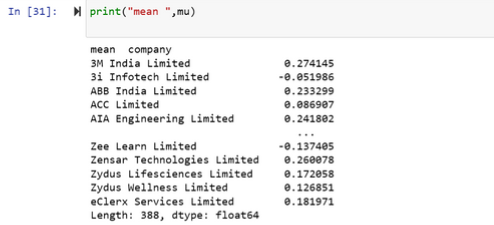 In [31]: print("mean ",mu)
mean  company
3M India Limited 0.274145
3i Infotech Limited -0.051986
ABB India Limited 0.233299
ACC Limited 0.086907
AIA Engineering Limited 0.241802
...
Zee Learn Limited -0.137405
Zensar Technologies Limited 0.260078
Zydus Lifesciences Limited 0.172058
Zydus Wellness Limited 0.126851
eClerx Services Limited 0.181971
Length: 388, dtype: float64